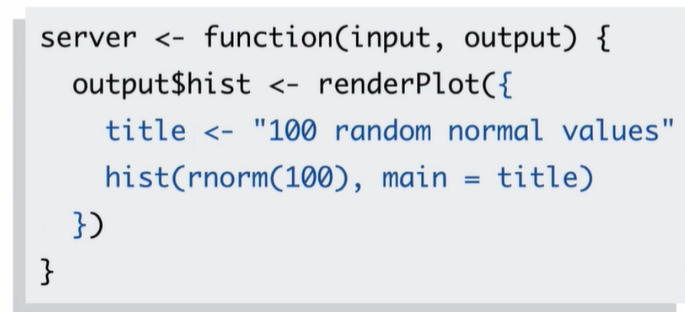 server <- function(input, output) {
  output$hist <- renderPlot({
    title <- "100 random normal values"
    hist(rnorm(100), main = title)
  })
}